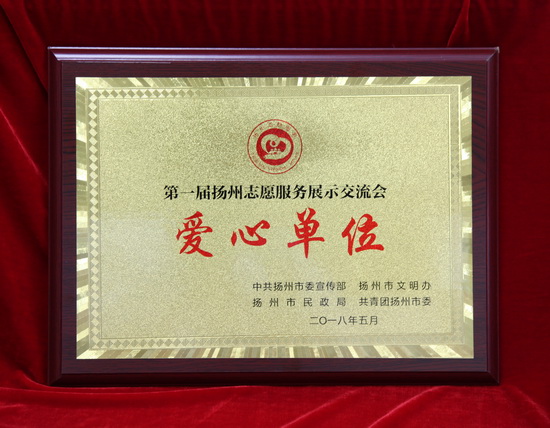 第一届扬州志愿服务展示交流会
爱心单位
中共扬州市委宣传部 扬州市文明办
扬州市民政局 共青团扬州市委
二〇一八年五月